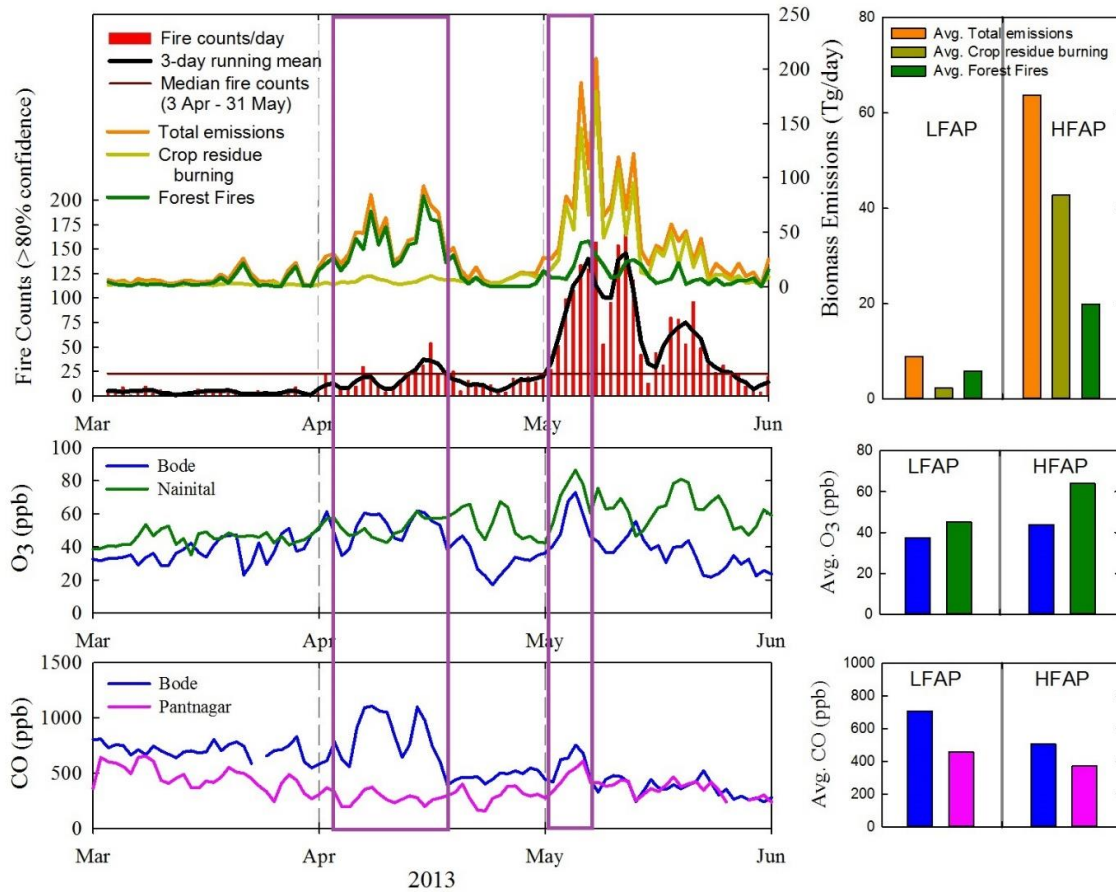 Fire counts/day
3-day running mean
Median fire counts
(3 Apr - 31 May)
Total emissions
Crop residue
burning
Forest Fires
Fire Counts (>80% confidence)
200
175
150
125
100
75
50
25
0
250
200
150
100
50
0
Biomass Emissions (Tg/day)
Mar
Apr
May
Jun
Avg. Total emissions
Avg. Crop residue burning
Avg. Forest Fires
LFAP
HFAP
80
60
40
20
0
Bode
Nainital
O3 (ppb)
100
80
60
40
20
0
Mar
Apr
May
Jun
LFAP
HFAP
Avg. O3 (ppb)
80
60
40
20
0
Bode
Pantnagar
CO (ppb)
1500
1000
500
0
Mar
Apr
May
Jun
2013
LFAP
HFAP
Avg. CO (ppb)
1000
800
600
400
200
0